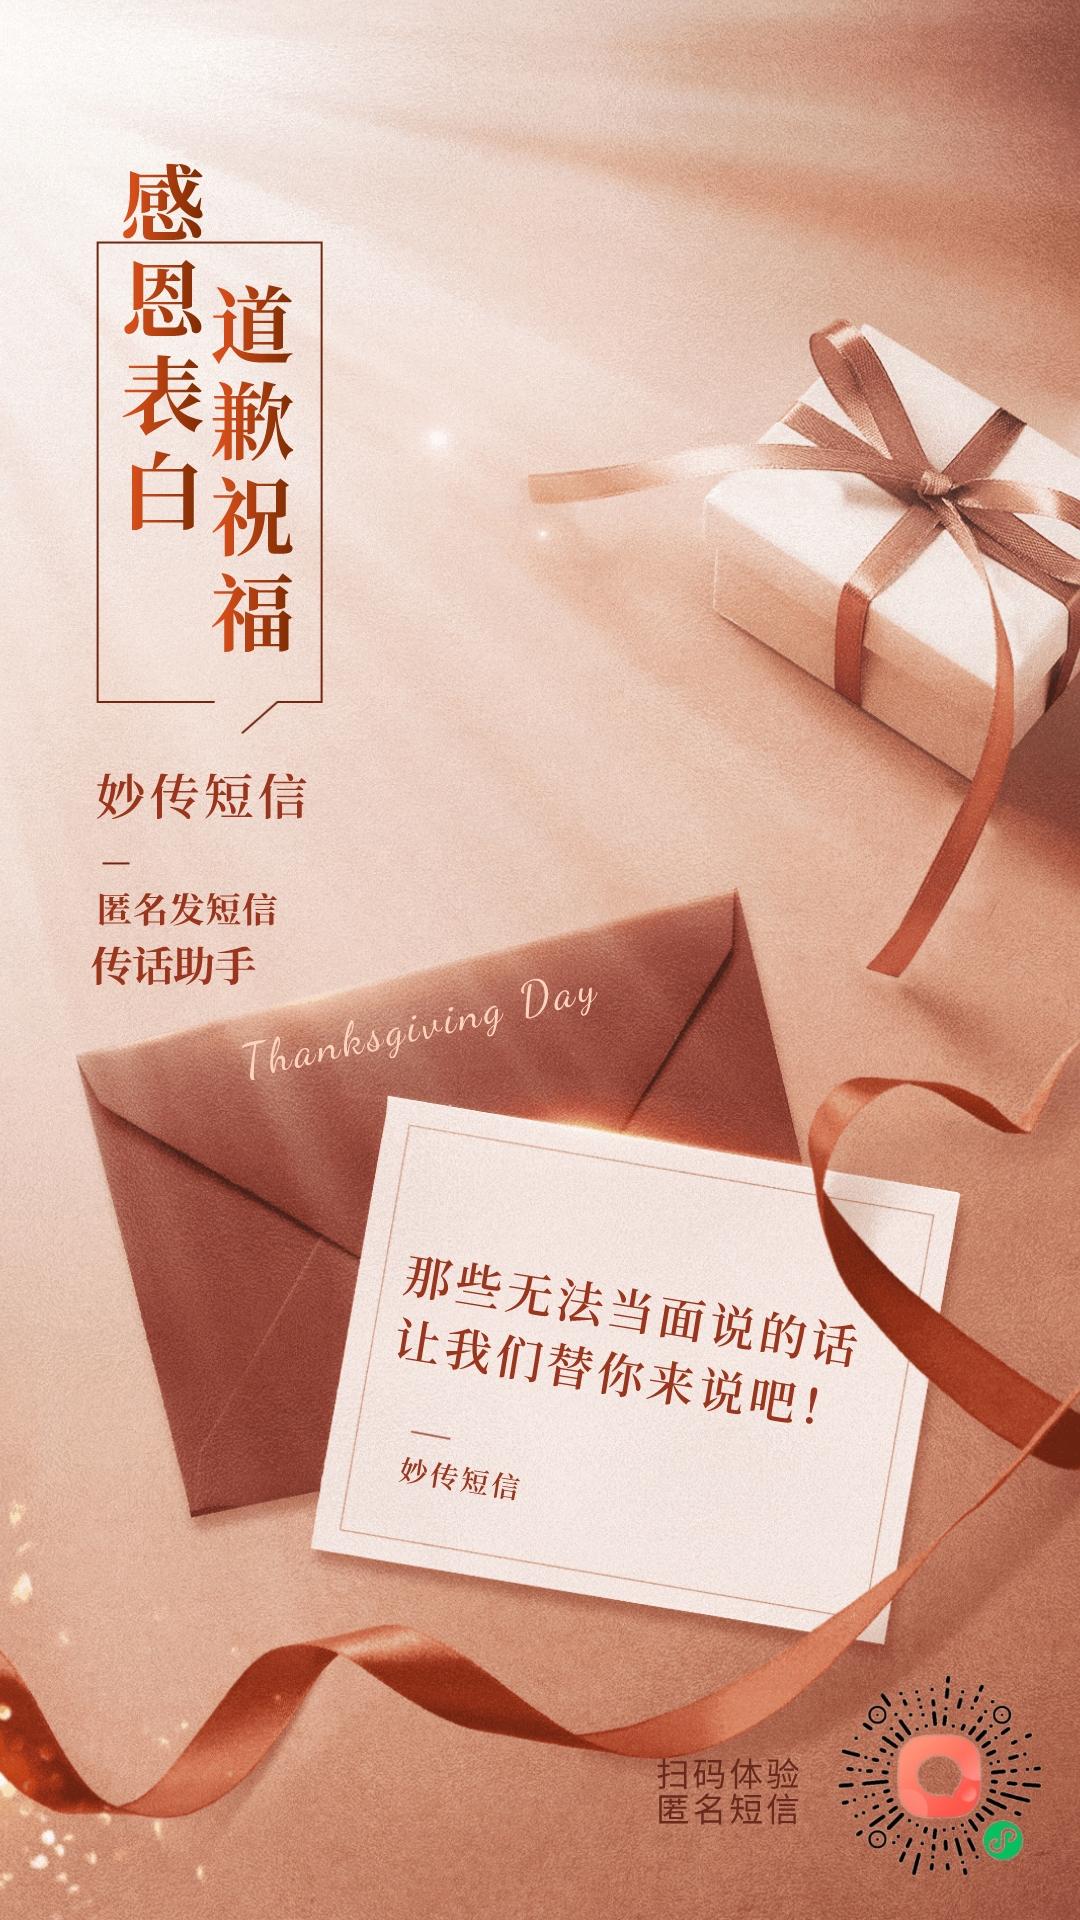 感恩表白
道歉祝福
妙传短信
匿名发短信
传话助手
Thanksgiving Day
那些无法当面说的话
让我们替你来说吧！
妙传短信
扫码体验
匿名短信